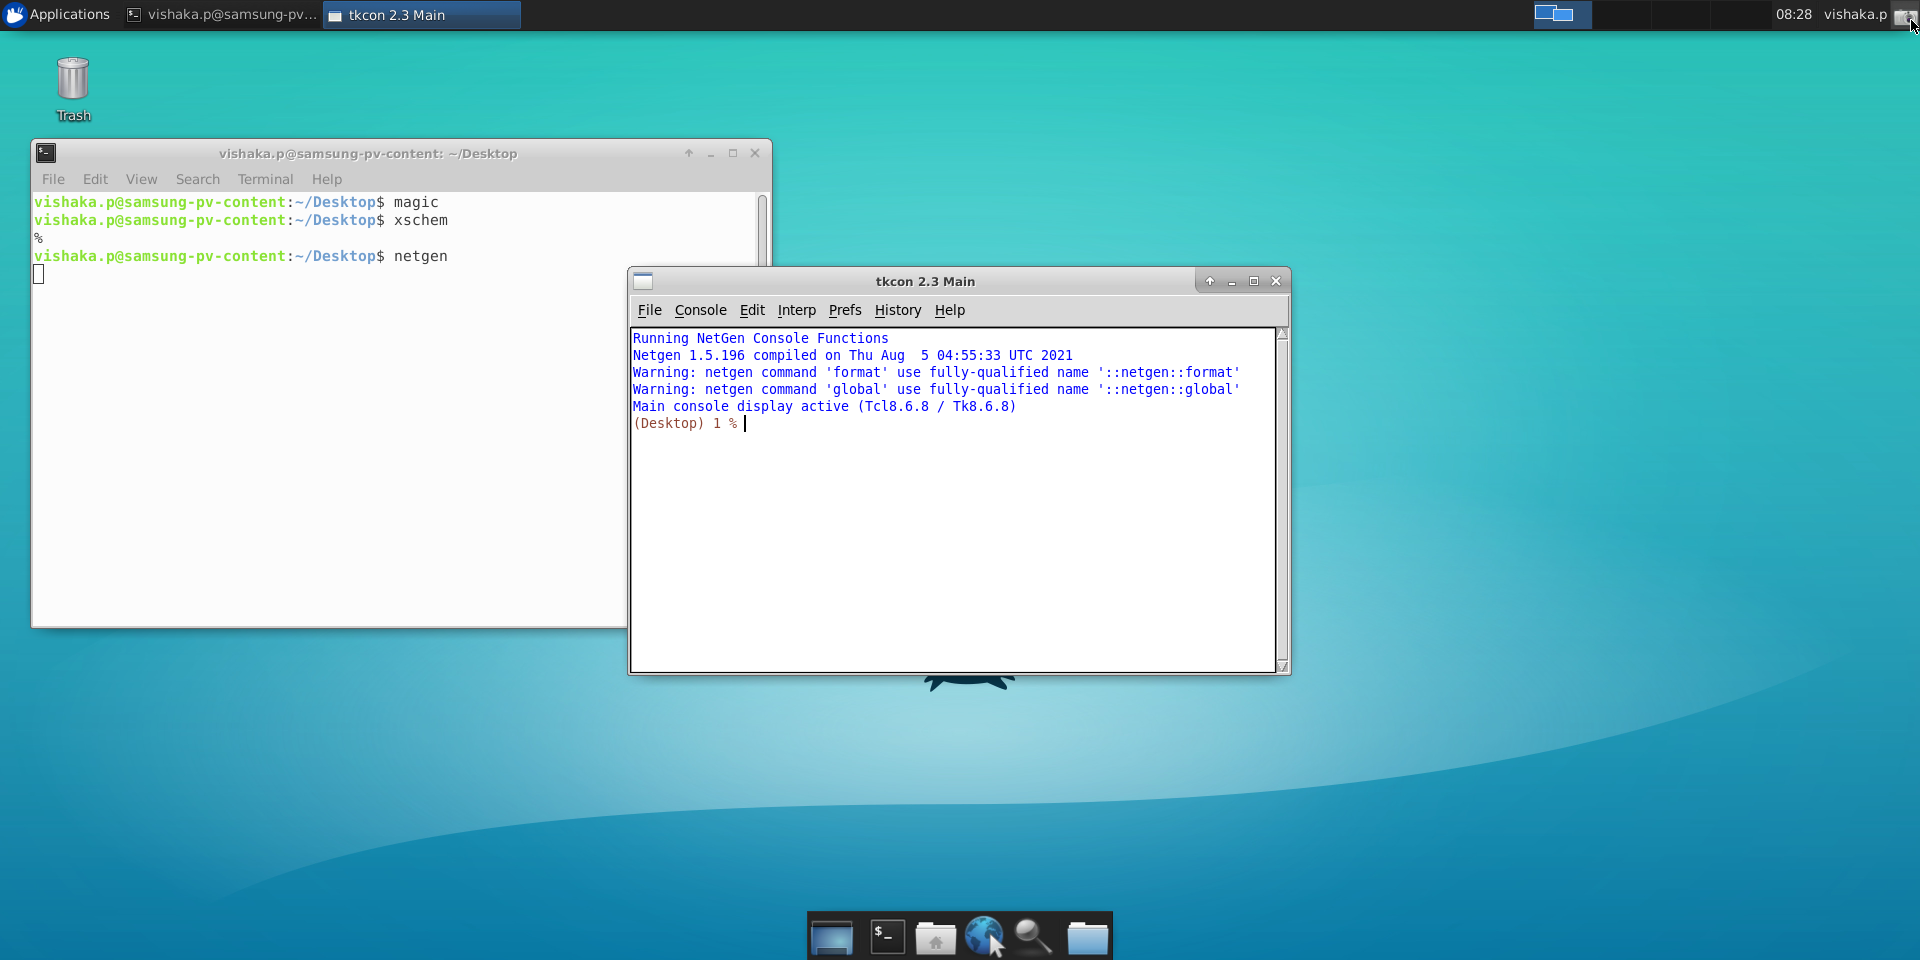 Applications
vishaka.p@samsung-pv...
tkcon 2.3 Main
08:28
vishaka.p
Trash
vishaka.p@samsung-pv-content: ~/Desktop
File Edit View Search Terminal Help
vishaka.p@samsung-pv-content:~/Desktop$ magic
vishaka.p@samsung-pv-content:~/Desktop$ xschem
%
vishaka.p@samsung-pv-content:~/Desktop$ netgen
tkcon 2.3 Main
File Console Edit Interp Prefs History Help
Running NetGen Console Functions
Netgen 1.5.196 compiled on Thu Aug  5 04:55:33 UTC 2021
Warning: netgen command 'format' use fully-qualified name '::netgen::format'
Warning: netgen command 'global' use fully-qualified name '::netgen::global'
Main console display active (Tcl8.6.8 / Tk8.6.8)
(Desktop) 1 %
$_